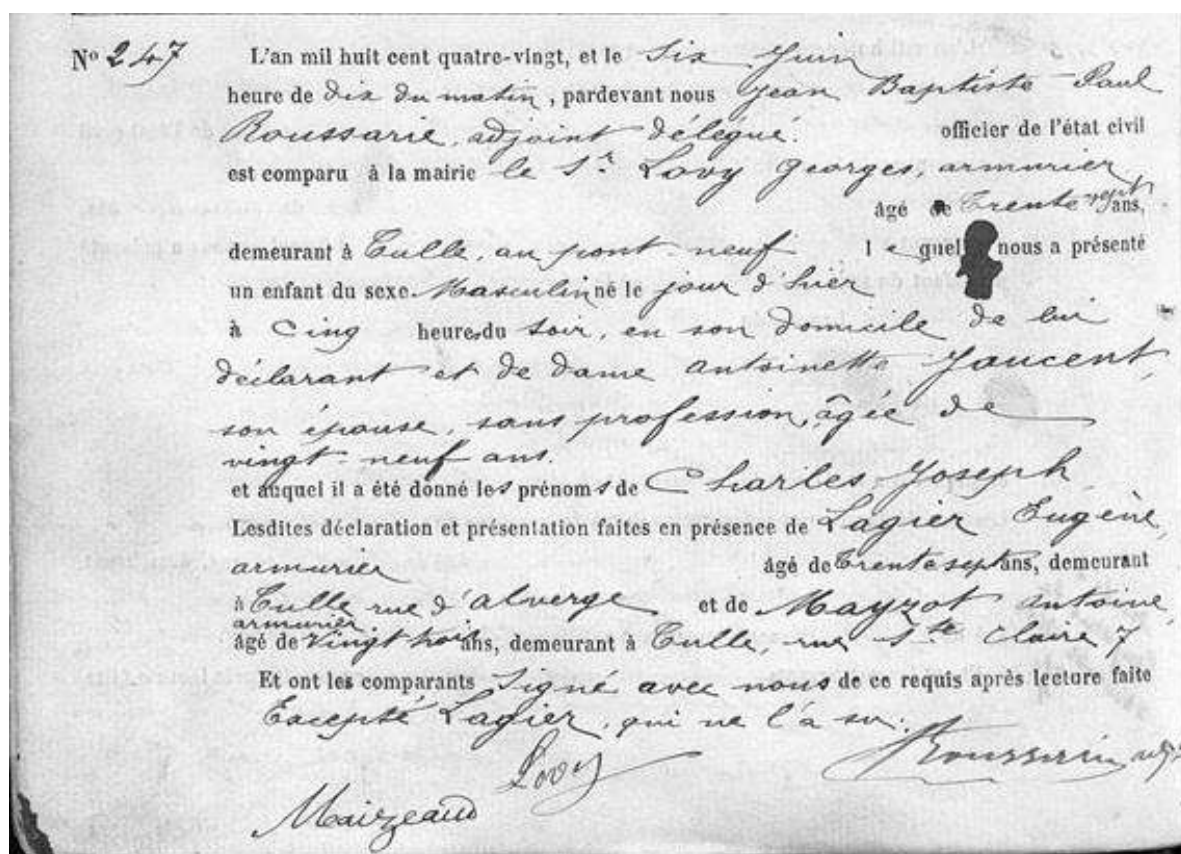 N° 247 L'an mil huit cent quatre-vingt, et le Six Juin
heure de dix du matin, pardevant nous Jean Baptiste Paul
Roussarie, adjoint délégué. officier de l'état civil
est comparu à la mairie le Sr. Lovy Georges, armurier
âgé de Trente sept ans,
demeurant à Tulle, au pont-neuf lequel nous a présenté
un enfant du sexe Masculin né le jour d'hier
à Cinq heures du soir, en son domicile de lui
déclarant et de dame Antoinette Jaucent,
son épouse, sans profession, âgée de
vingt-neuf ans.
et auquel il a été donné les prénoms de Charles Joseph
Lesdites déclaration et présentation faites en présence de Lagier Eugène,
armurier âgé de Trente sept ans, demeurant
à Tulle rue d'alverge et de Mayzot antoine,
armurier
âgé de Vingt trois ans, demeurant à Tulle, rue Ste Claire 7
Et ont les comparants Signé avec nous de ce requis après lecture faite
Excepté Lagier, qui ne l'a su.
Lovy Roussarie adj
Maizeaud